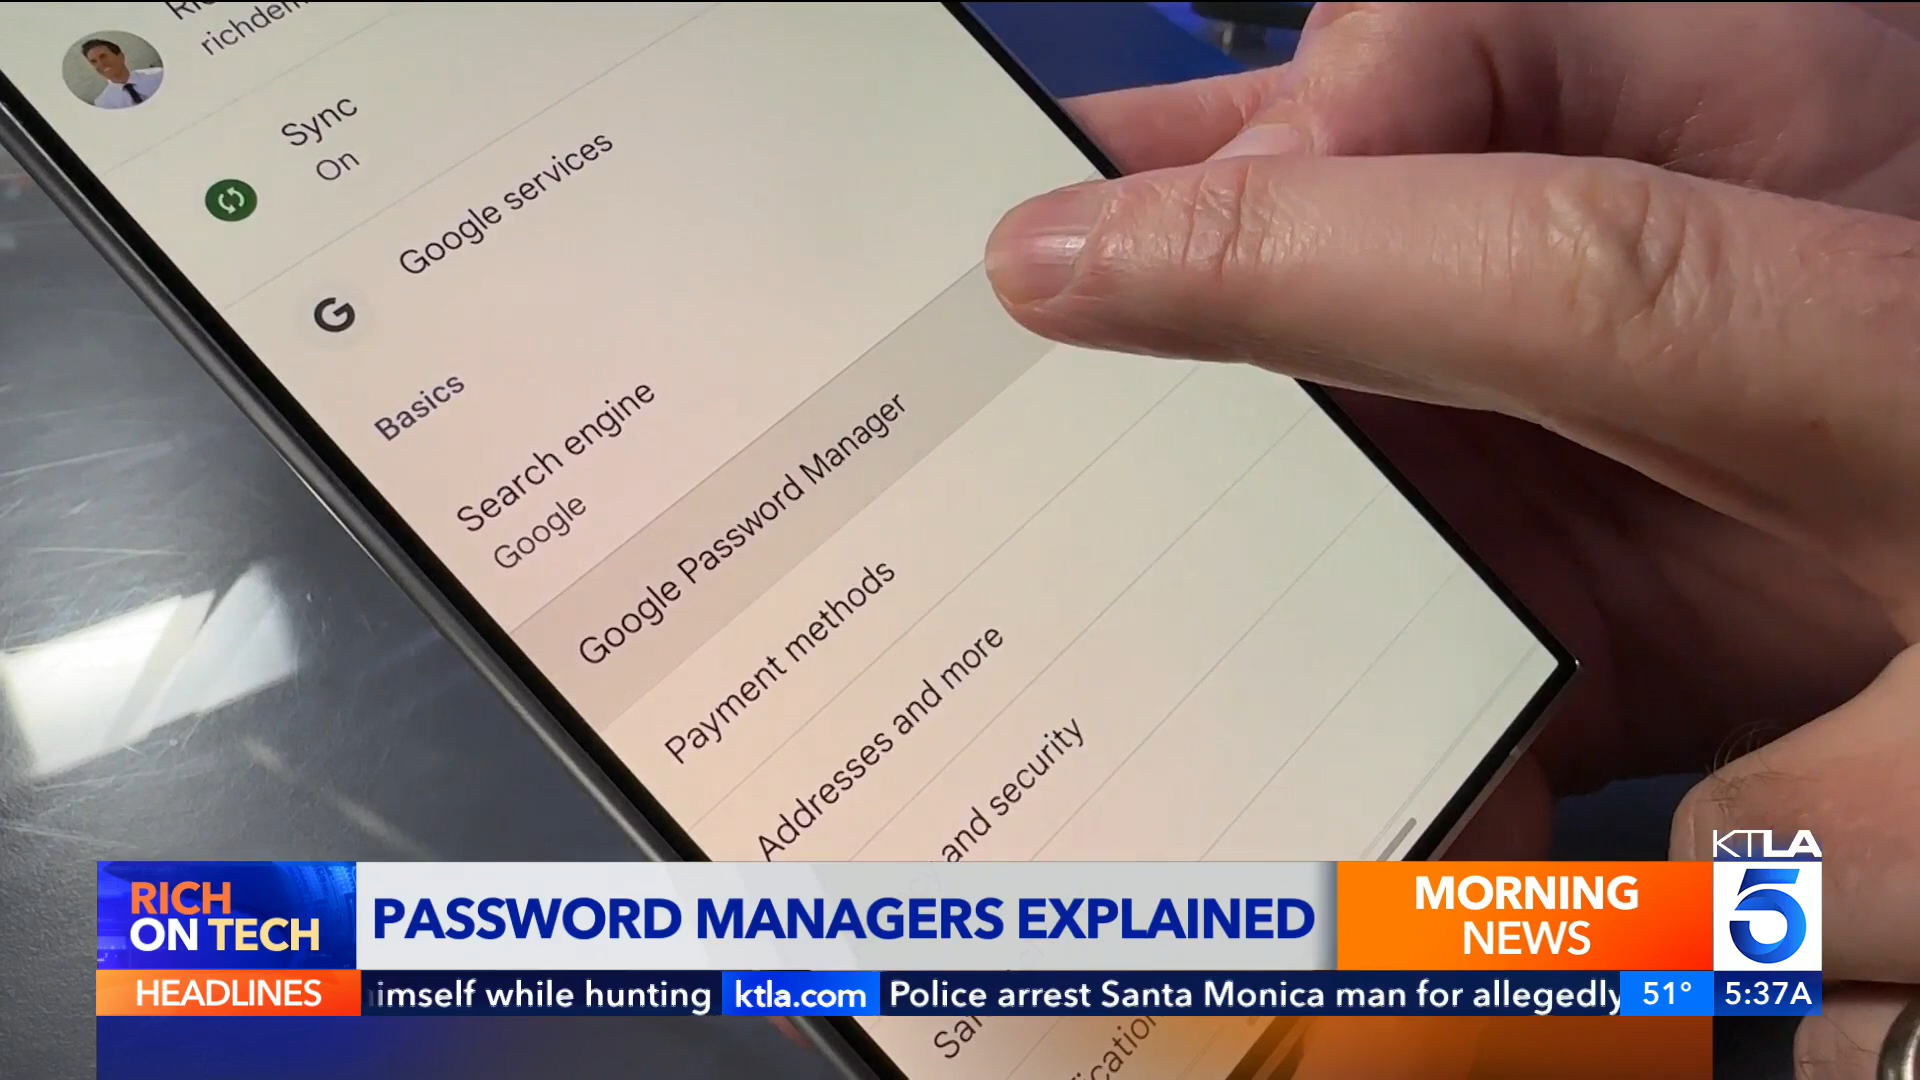 Sync
On
Google services
G
Basics
Search engine
Google
Google Password Manager
Payment methods
Addresses and more
and security
KTLA
5
RICH
ON TECH
PASSWORD MANAGERS EXPLAINED
MORNING
NEWS
HEADLINES
himself while hunting
ktla.com
Police arrest Santa Monica man for allegedly
51°
5:37A